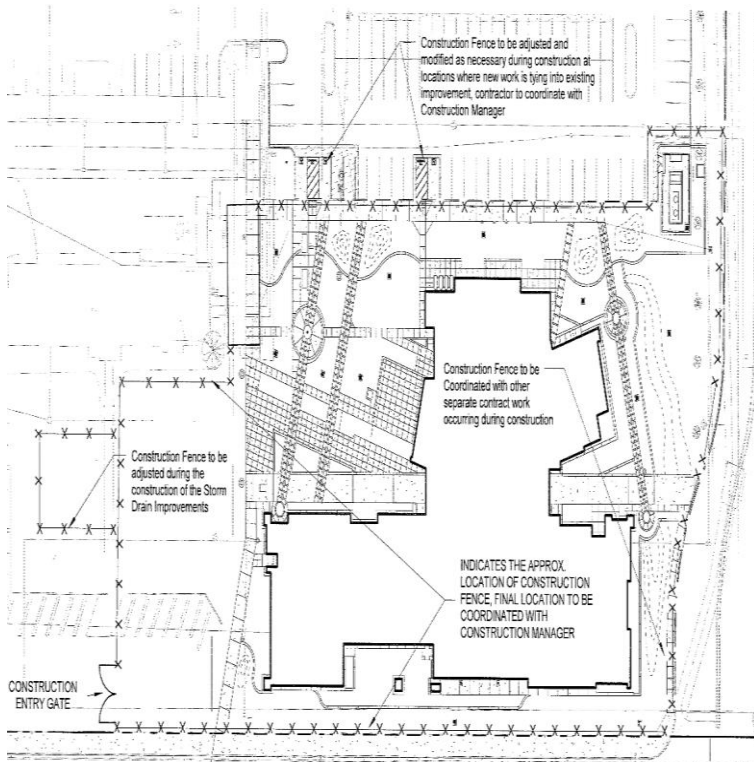 Construction Fence to be adjusted and
modified as necessary during construction at
locations where new work is tying into existing
improvement, contractor to coordinate with
Construction Manager
Construction Fence to be
Coordinated with other
separate contract work
occurring during construction
Construction Fence to be
adjusted during the
construction of the Storm
Drain Improvements
INDICATES THE APPROX.
LOCATION OF CONSTRUCTION
FENCE, FINAL LOCATION TO BE
COORDINATED WITH
CONSTRUCTION MANAGER
CONSTRUCTION
ENTRY GATE